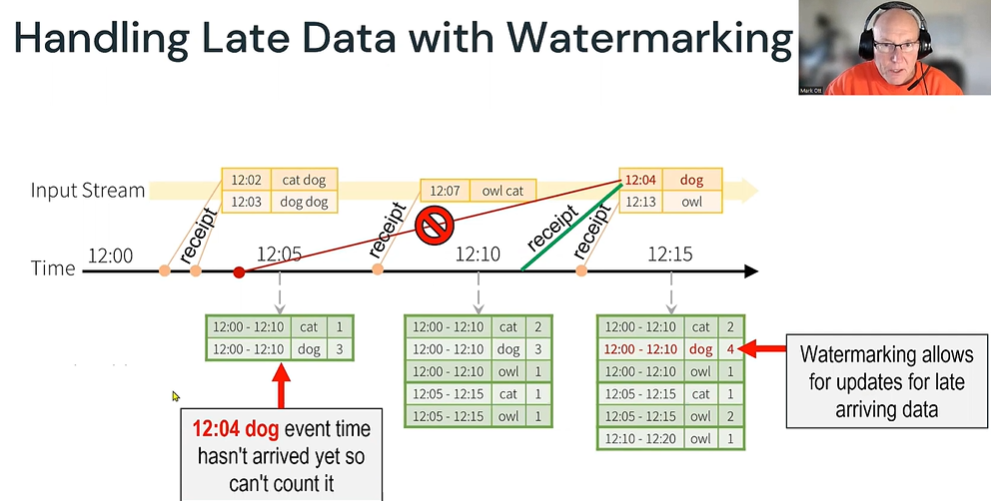 Handling Late Data with Watermarking
Mark Ott
Input Stream
12:02 cat dog
12:03 dog dog
12:07 owl cat
12:04 dog
12:13 owl
receipt
receipt
receipt
receipt
Time
12:00
12:05
12:10
12:15
12:00 - 12:10 cat 1
12:00 - 12:10 dog 3
12:00 - 12:10 cat 2
12:00 - 12:10 dog 3
12:00 - 12:10 owl 1
12:05 - 12:15 cat 1
12:05 - 12:15 owl 1
12:00 - 12:10 cat 2
12:00 - 12:10 dog 4
12:00 - 12:10 owl 1
12:05 - 12:15 cat 1
12:05 - 12:15 owl 2
12:10 - 12:20 owl 1
12:04 dog event time
hasn't arrived yet so
can't count it
Watermarking allows
for updates for late
arriving data